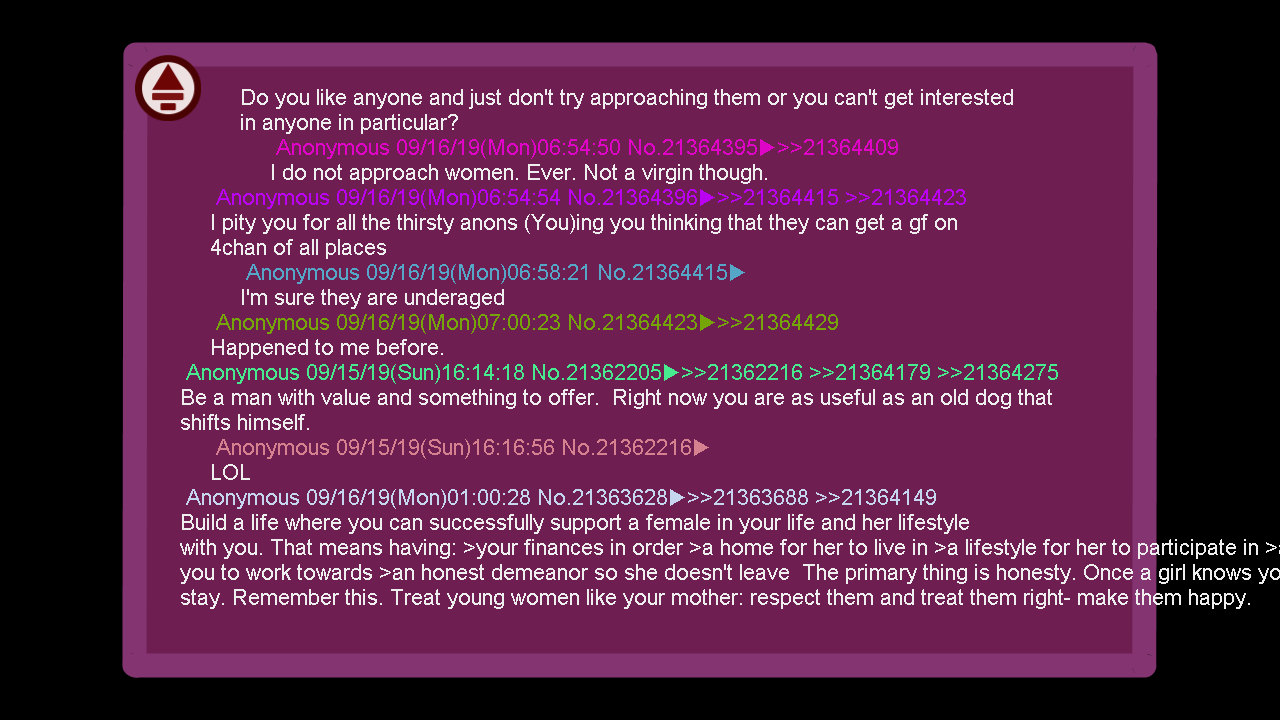 Do you like anyone and just don't try approaching them or you can't get interested
in anyone in particular?
Anonymous 09/16/19(Mon)06:54:50 No.21364395▶>>21364409
I do not approach women. Ever. Not a virgin though.
Anonymous 09/16/19(Mon)06:54:54 No.21364396▶>>21364415 >>21364423
I pity you for all the thirsty anons (You)ing you thinking that they can get a gf on
4chan of all places
Anonymous 09/16/19(Mon)06:58:21 No.21364415▶
I'm sure they are underaged
Anonymous 09/16/19(Mon)07:00:23 No.21364423▶>>21364429
Happened to me before.
Anonymous 09/15/19(Sun)16:14:18 No.21362205▶>>21362216 >>21364179 >>21364275
Be a man with value and something to offer.  Right now you are as useful as an old dog that
shifts himself.
Anonymous 09/15/19(Sun)16:16:56 No.21362216▶
LOL
Anonymous 09/16/19(Mon)01:00:28 No.21363628▶>>21363688 >>21364149
Build a life where you can successfully support a female in your life and her lifestyle
with you. That means having: >your finances in order >a home for her to live in >a lifestyle for her to participate in >
you to work towards >an honest demeanor so she doesn't leave  The primary thing is honesty. Once a girl knows
stay. Remember this. Treat young women like your mother: respect them and treat them right- make them happy.